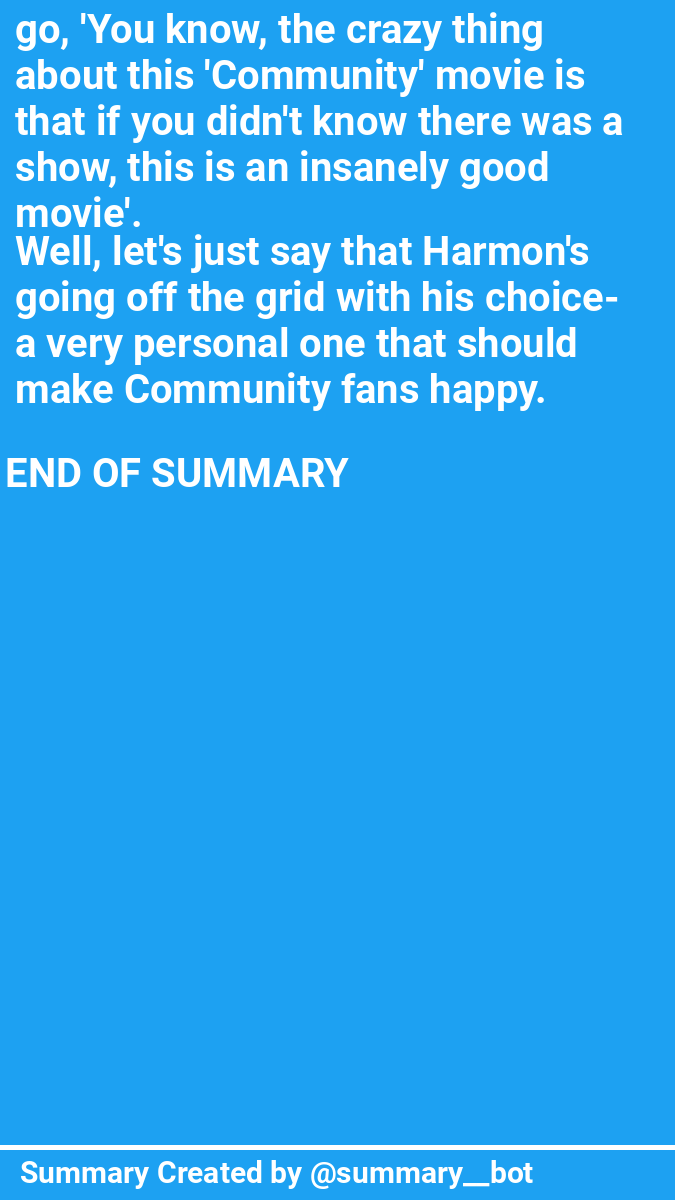 go, 'You know, the crazy thing
about this 'Community' movie is
that if you didn't know there was a
show, this is an insanely good
movie'.
Well, let's just say that Harmon's
going off the grid with his choice-
a very personal one that should
make Community fans happy.
END OF SUMMARY
Summary Created by @summary__bot